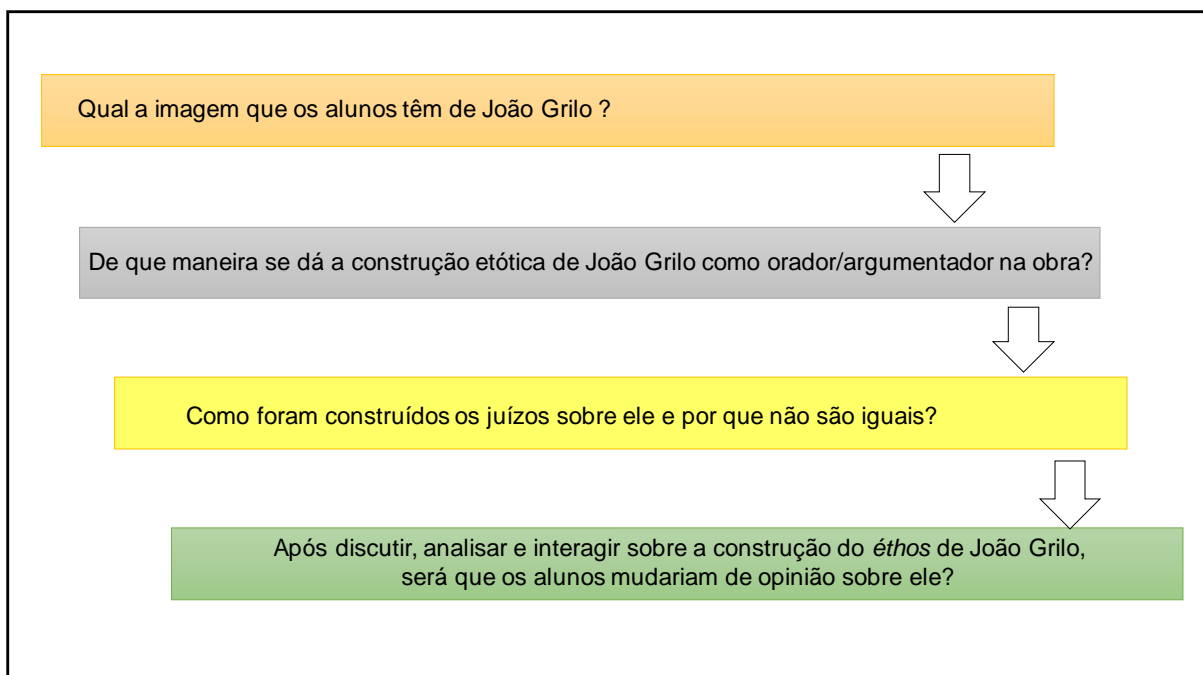 Qual a imagem que os alunos têm de João Grilo ?
De que maneira se dá a construção etótica de João Grilo como orador/argumentador na obra?
Como foram construídos os juízos sobre ele e por que não são iguais?
Após discutir, analisar e interagir sobre a construção do éthos de João Grilo,
será que os alunos mudariam de opinião sobre ele?